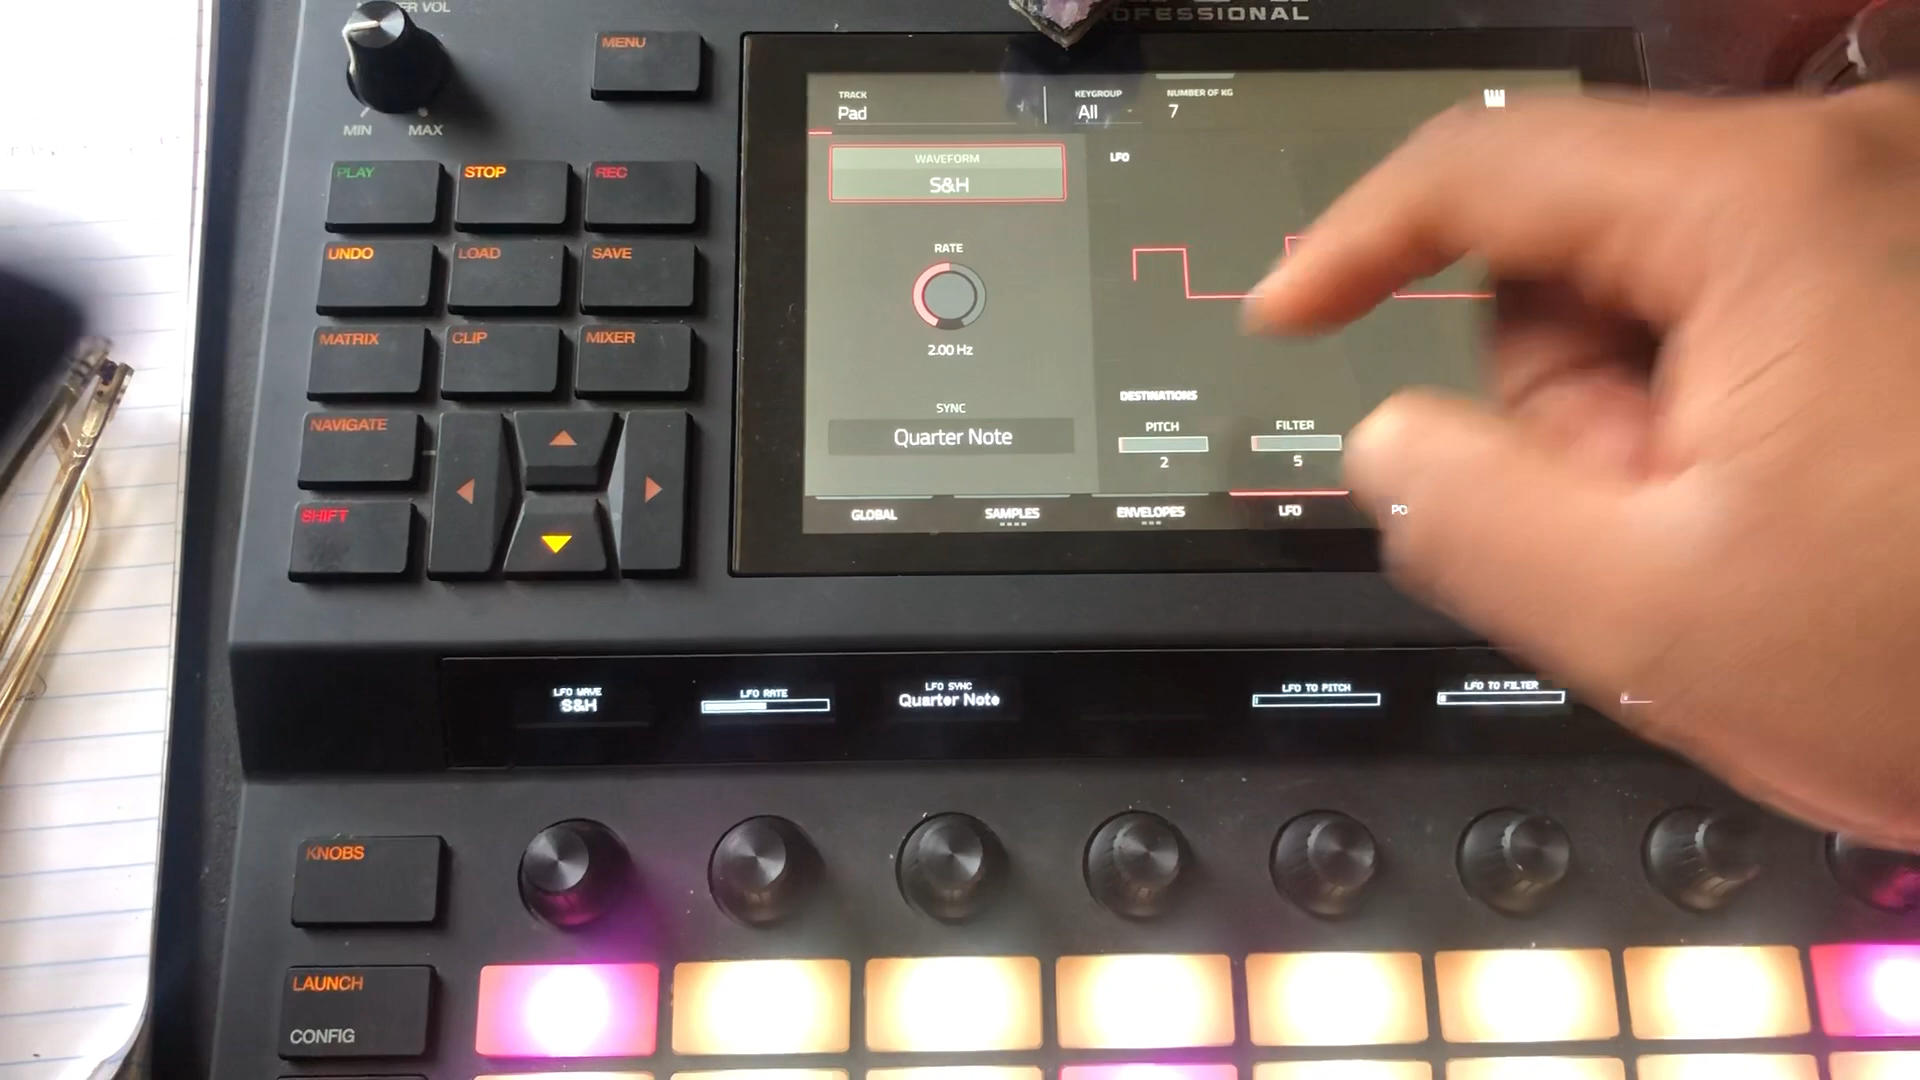 PROFESSIONAL
MENU
MIN MAX
PLAY STOP REC
UNDO LOAD SAVE
MATRIX CLIP MIXER
NAVIGATE
SHIFT
TRACK
Pad
KEYGROUP
All
NUMBER OF KG
7
WAVEFORM
S&H
RATE
2.00 Hz
SYNC
Quarter Note
LFO
DESTINATIONS
PITCH
2
FILTER
5
GLOBAL SAMPLES ENVELOPES LFO
LFO WAVE
S&H
LFO RATE
LFO SYNC
Quarter Note
LFO TO PITCH
LFO TO FILTER
KNOBS
LAUNCH
CONFIG